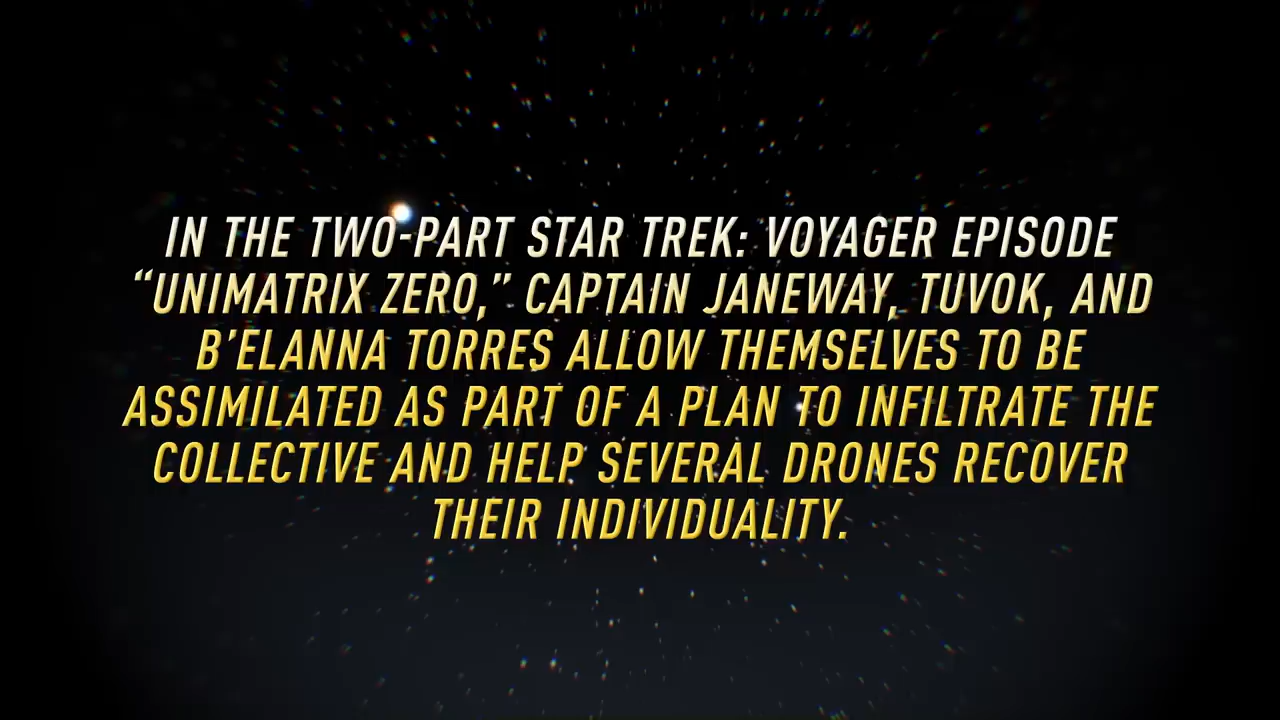 IN THE TWO-PART STAR TREK: VOYAGER EPISODE
“UNIMATRIX ZERO,” CAPTAIN JANEWAY, TUVOK, AND
B’ELANNA TORRES ALLOW THEMSELVES TO BE
ASSIMILATED AS PART OF A PLAN TO INFILTRATE THE
COLLECTIVE AND HELP SEVERAL DRONES RECOVER
THEIR INDIVIDUALITY.